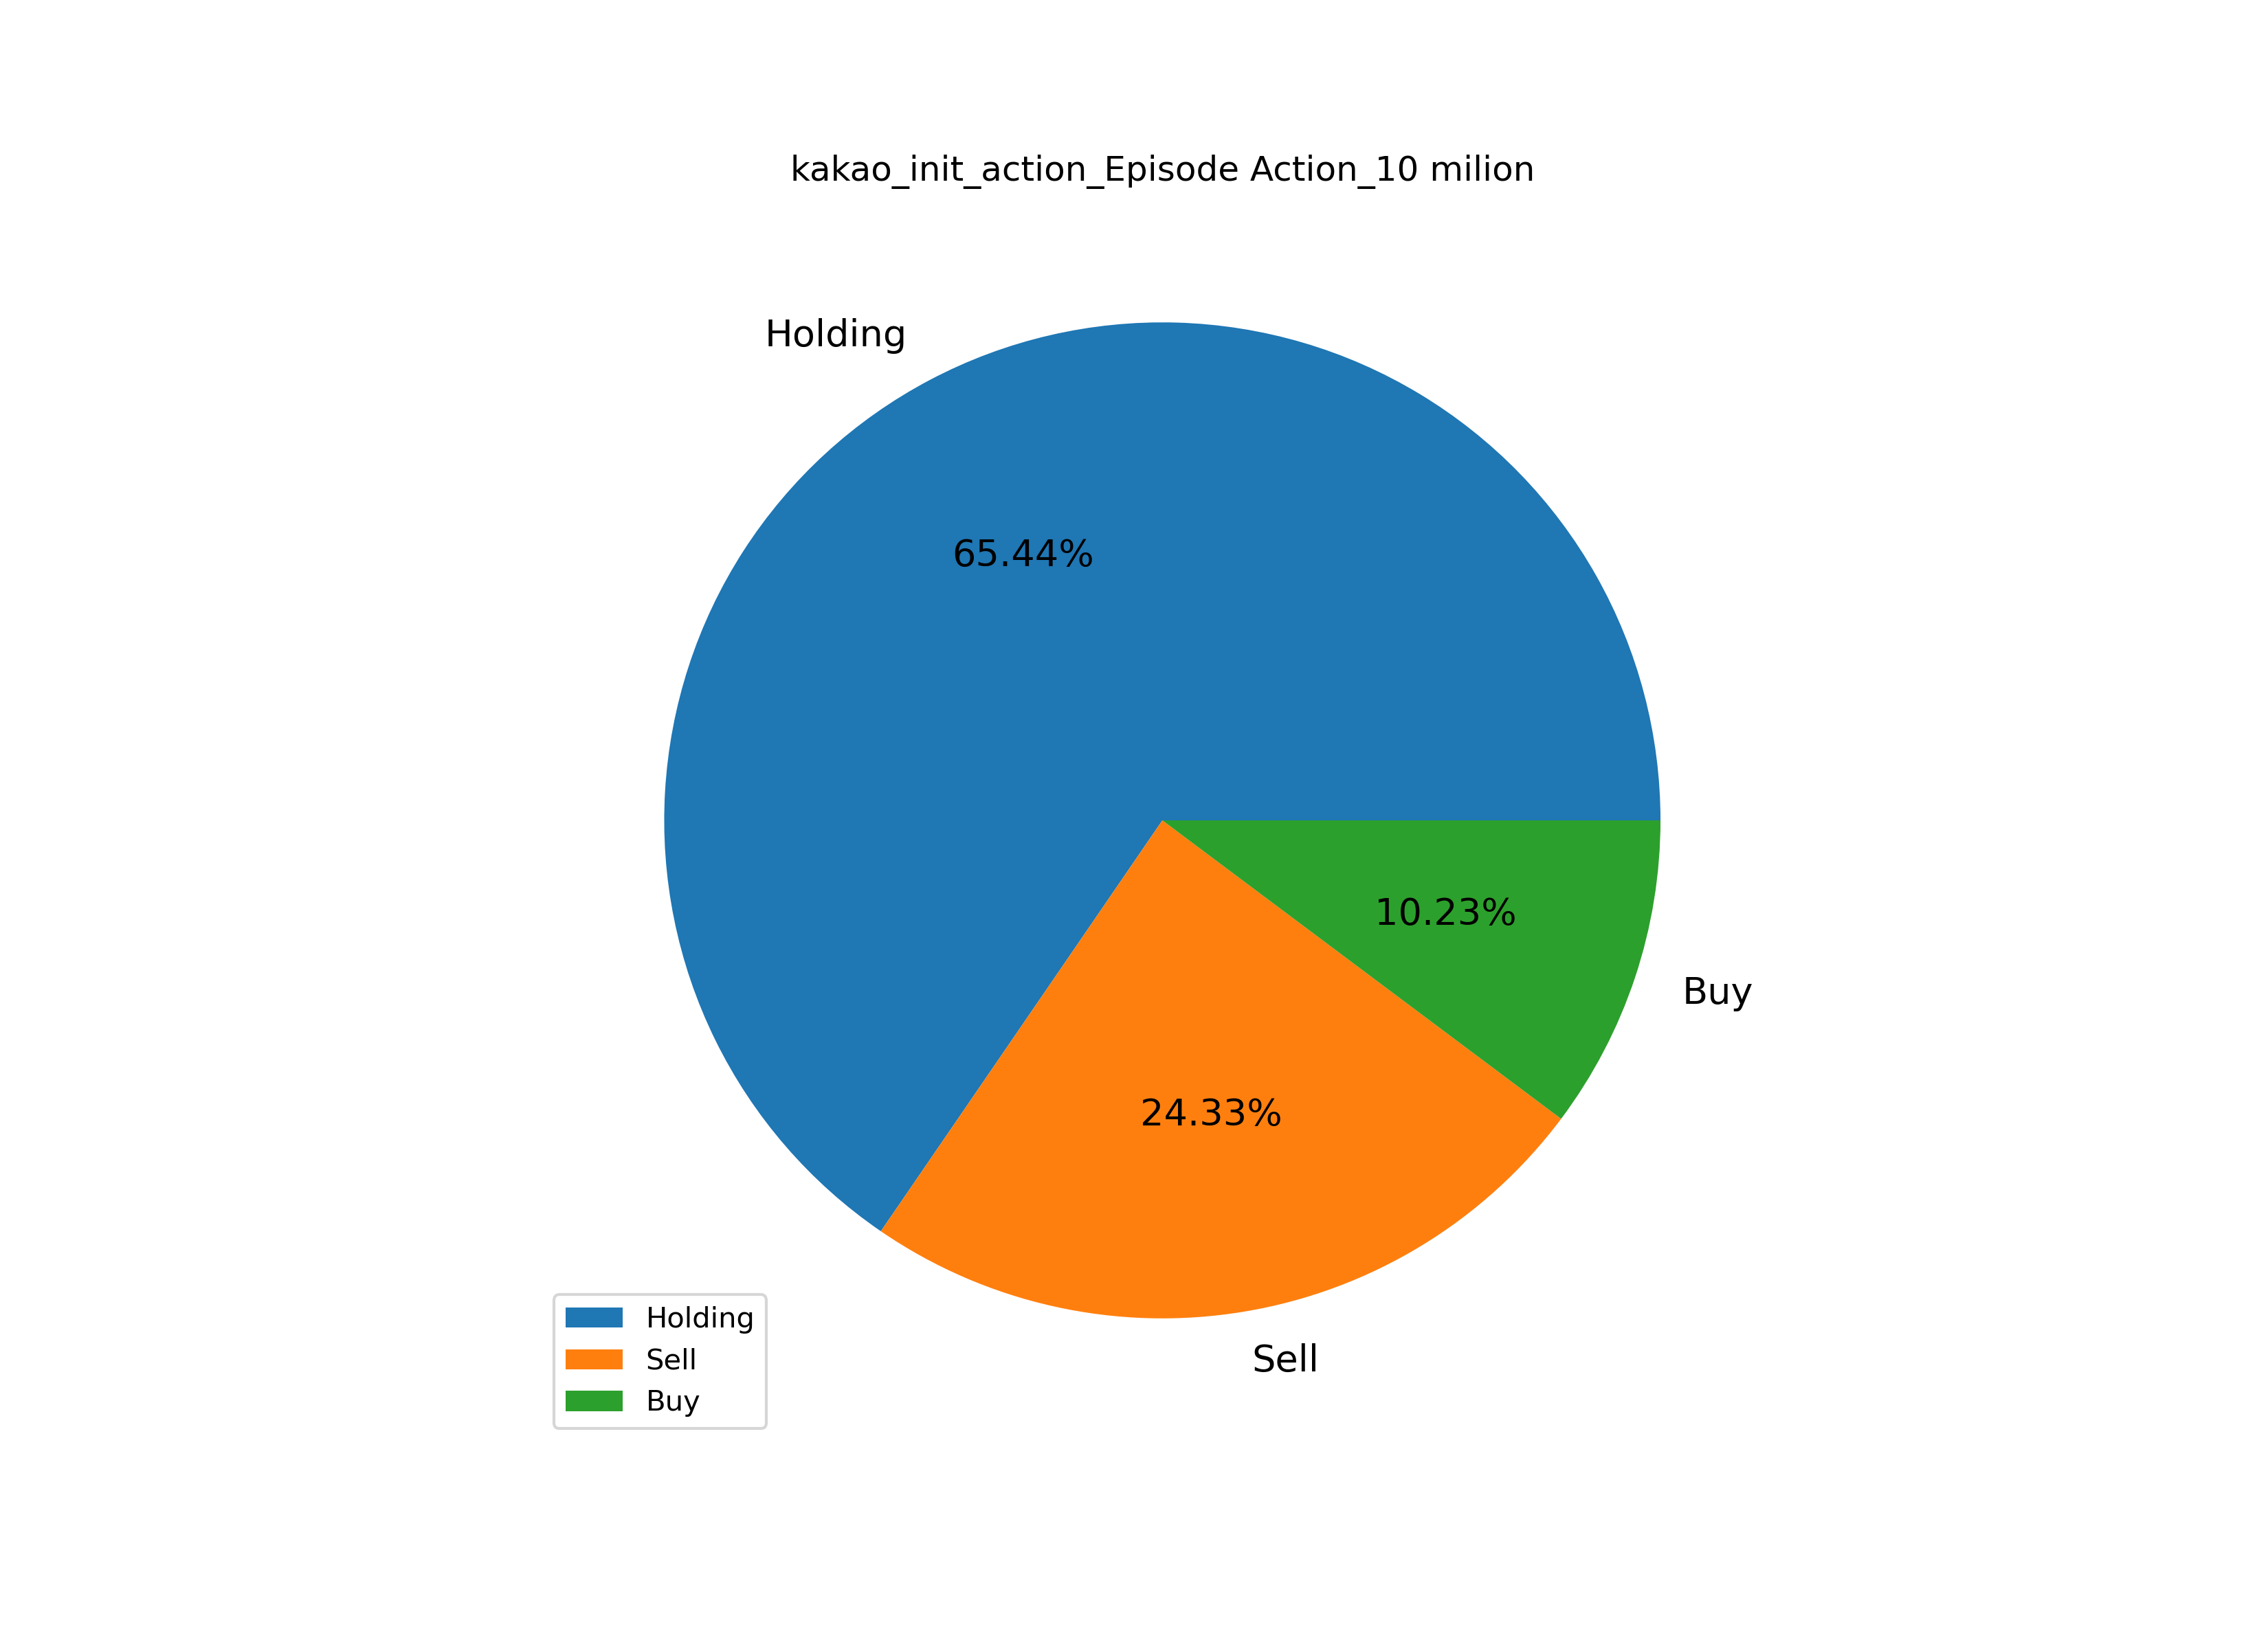 kakao_init_action_Episode Action_10 milion
Holding
65.44%
10.23%
Buy
24.33%
Sell
Holding
Sell
Buy